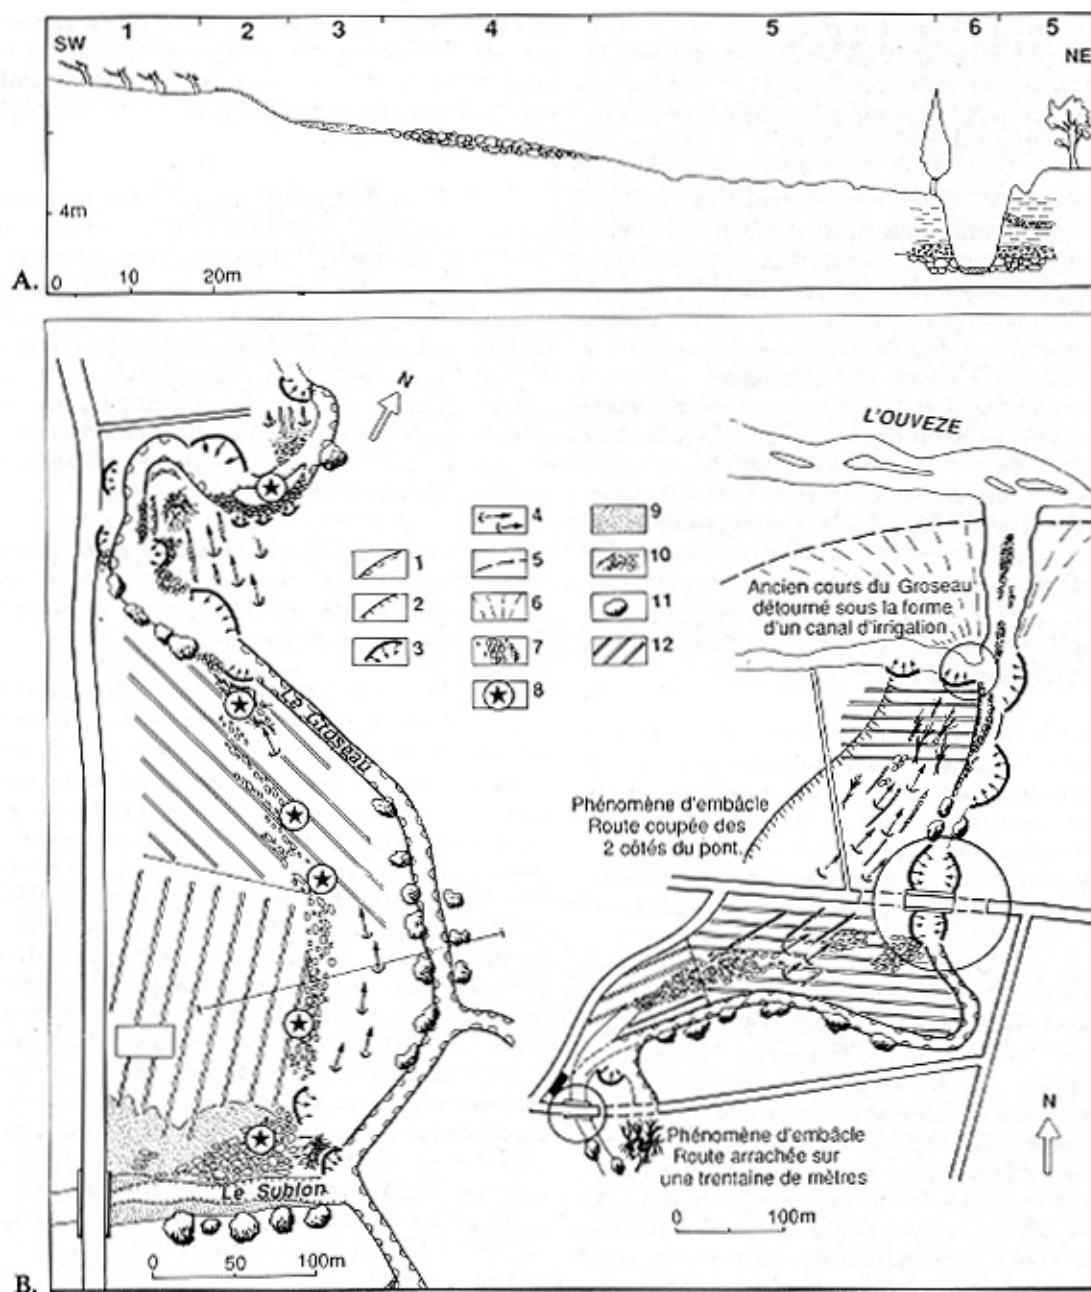 1 2 3 4 5 6 5
SW NE
4m
0 10 20m
A.
N
L'OUVEZE
4 9
1 5 10
2 6 11
3 7 12
8
Ancien cours du Groseau
détourné sous la forme
d'un canal d'irrigation
Le Groseau
Phénomène d'embâcle
Route coupée des
2 côtés du pont.
N
Phénomène d'embâcle
Route arrachée sur
une trentaine de mètres
0 100m
Le Sublon
0 50 100m
B.